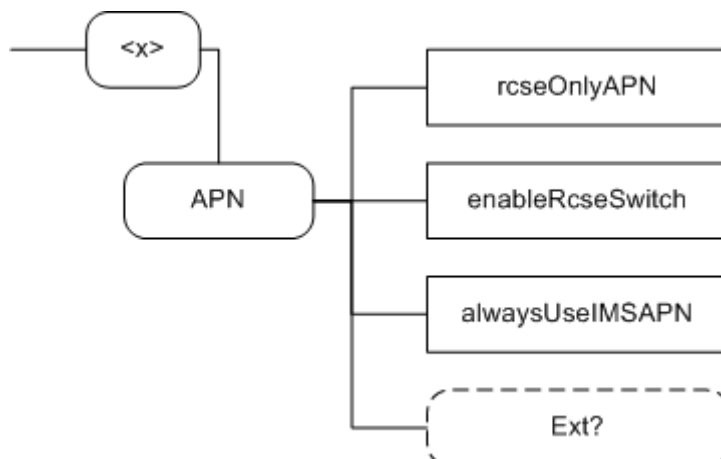 <x>
rcseOnlyAPN
APN
enableRcseSwitch
alwaysUseIMSAPN
Ext?